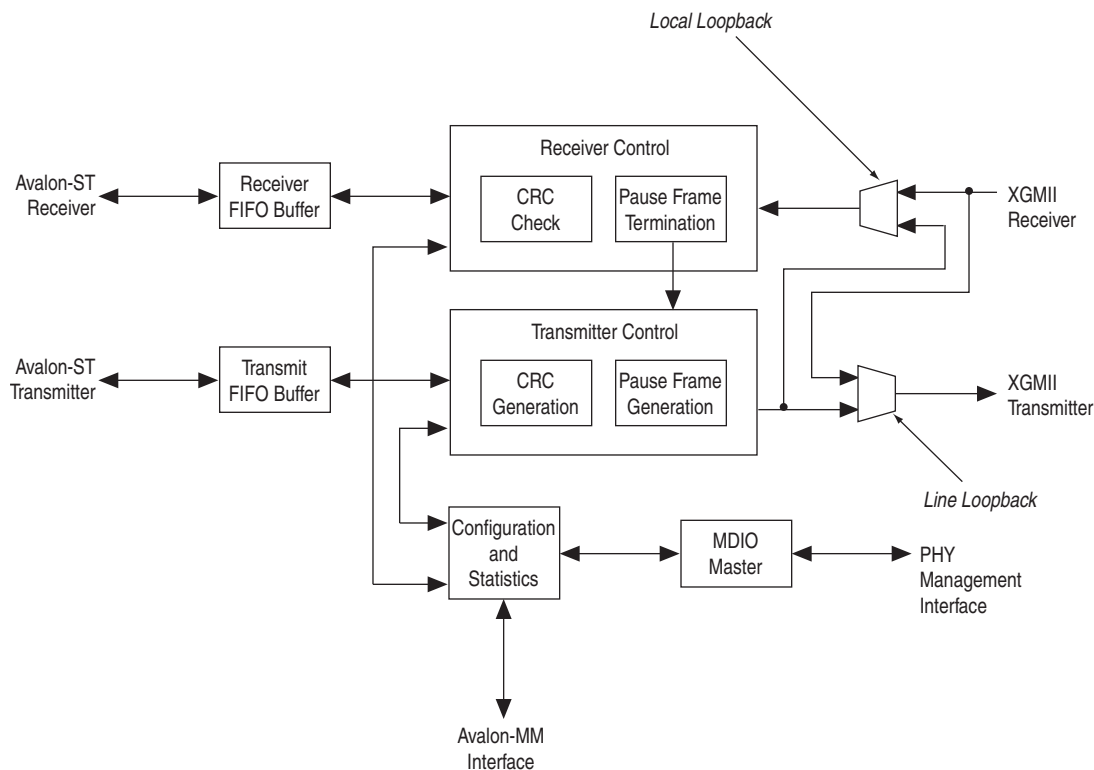 Local Loopback
Receiver Control
Avalon-ST
Receiver
Receiver
FIFO Buffer
CRC
Check
Pause Frame
Termination
XGMII
Receiver
Transmitter Control
Avalon-ST
Transmitter
Transmit
FIFO Buffer
CRC
Generation
Pause Frame
Generation
XGMII
Transmitter
Line Loopback
Configuration
and
Statistics
MDIO
Master
PHY
Management
Interface
Avalon-MM
Interface